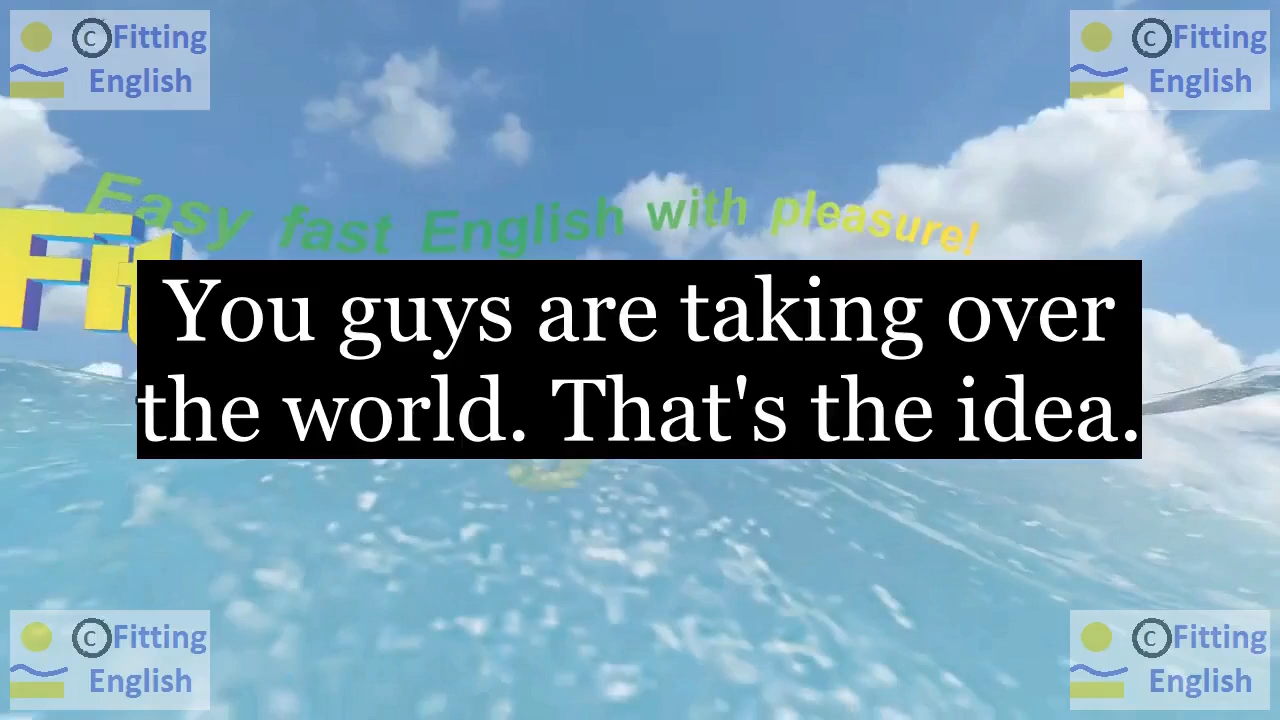 ©Fitting
English
©Fitting
English
Easy fast English with pleasure!
Fit
You guys are taking over
the world. That's the idea.
©Fitting
English
©Fitting
English